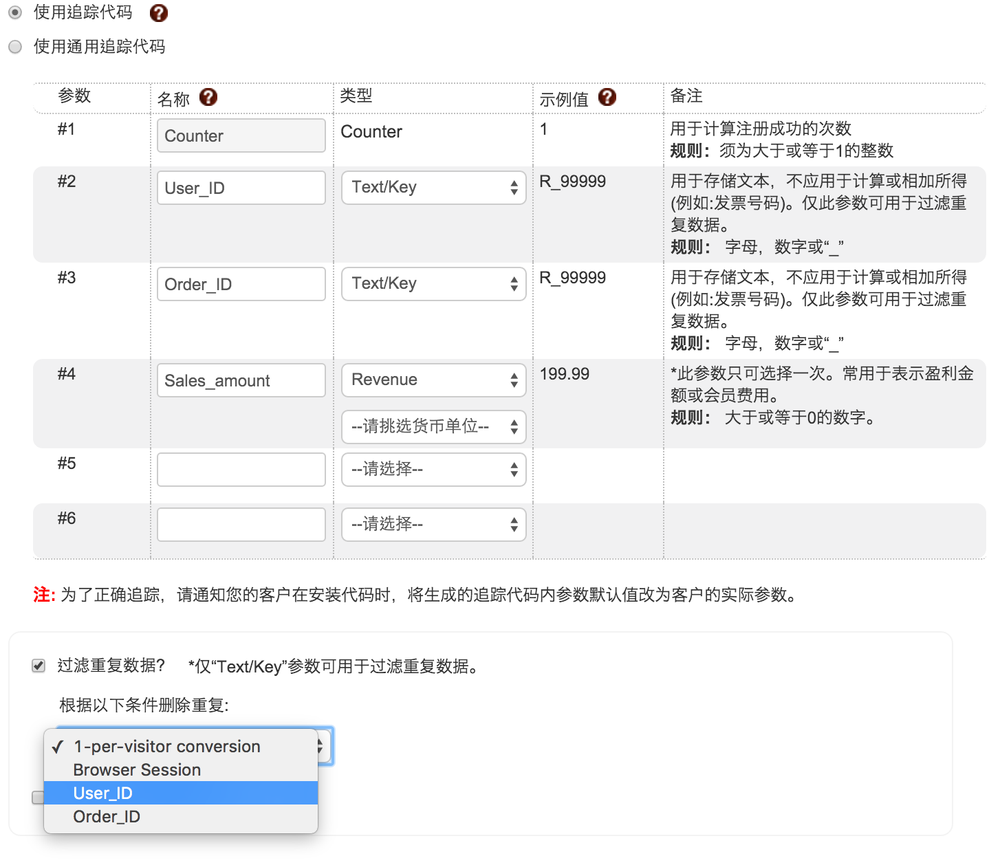 使用追踪代码 ?
使用通用追踪代码
参数 名称 ? 类型 示例值 ? 备注
#1 Counter Counter 1 用于计算注册成功的次数
规则：须为大于或等于1的整数
#2 User_ID Text/Key R_99999 用于存储文本，不应用于计算或相加所得
(例如:发票号码)。仅此参数可用于过滤重
复数据。
规则： 字母，数字或“_”
#3 Order_ID Text/Key R_99999 用于存储文本，不应用于计算或相加所得
(例如:发票号码)。仅此参数可用于过滤重
复数据。
规则： 字母，数字或“_”
#4 Sales_amount Revenue 199.99 *此参数只可选择一次。常用于表示盈利金
额或会员费用。
--请挑选货币单位-- 规则： 大于或等于0的数字。
#5 --请选择--
#6 --请选择--
注: 为了正确追踪，请通知您的客户在安装代码时，将生成的追踪代码内参数默认值改为客户的实际参数。
过滤重复数据? *仅“Text/Key”参数可用于过滤重复数据。
根据以下条件删除重复:
✓ 1-per-visitor conversion
Browser Session
User_ID
Order_ID